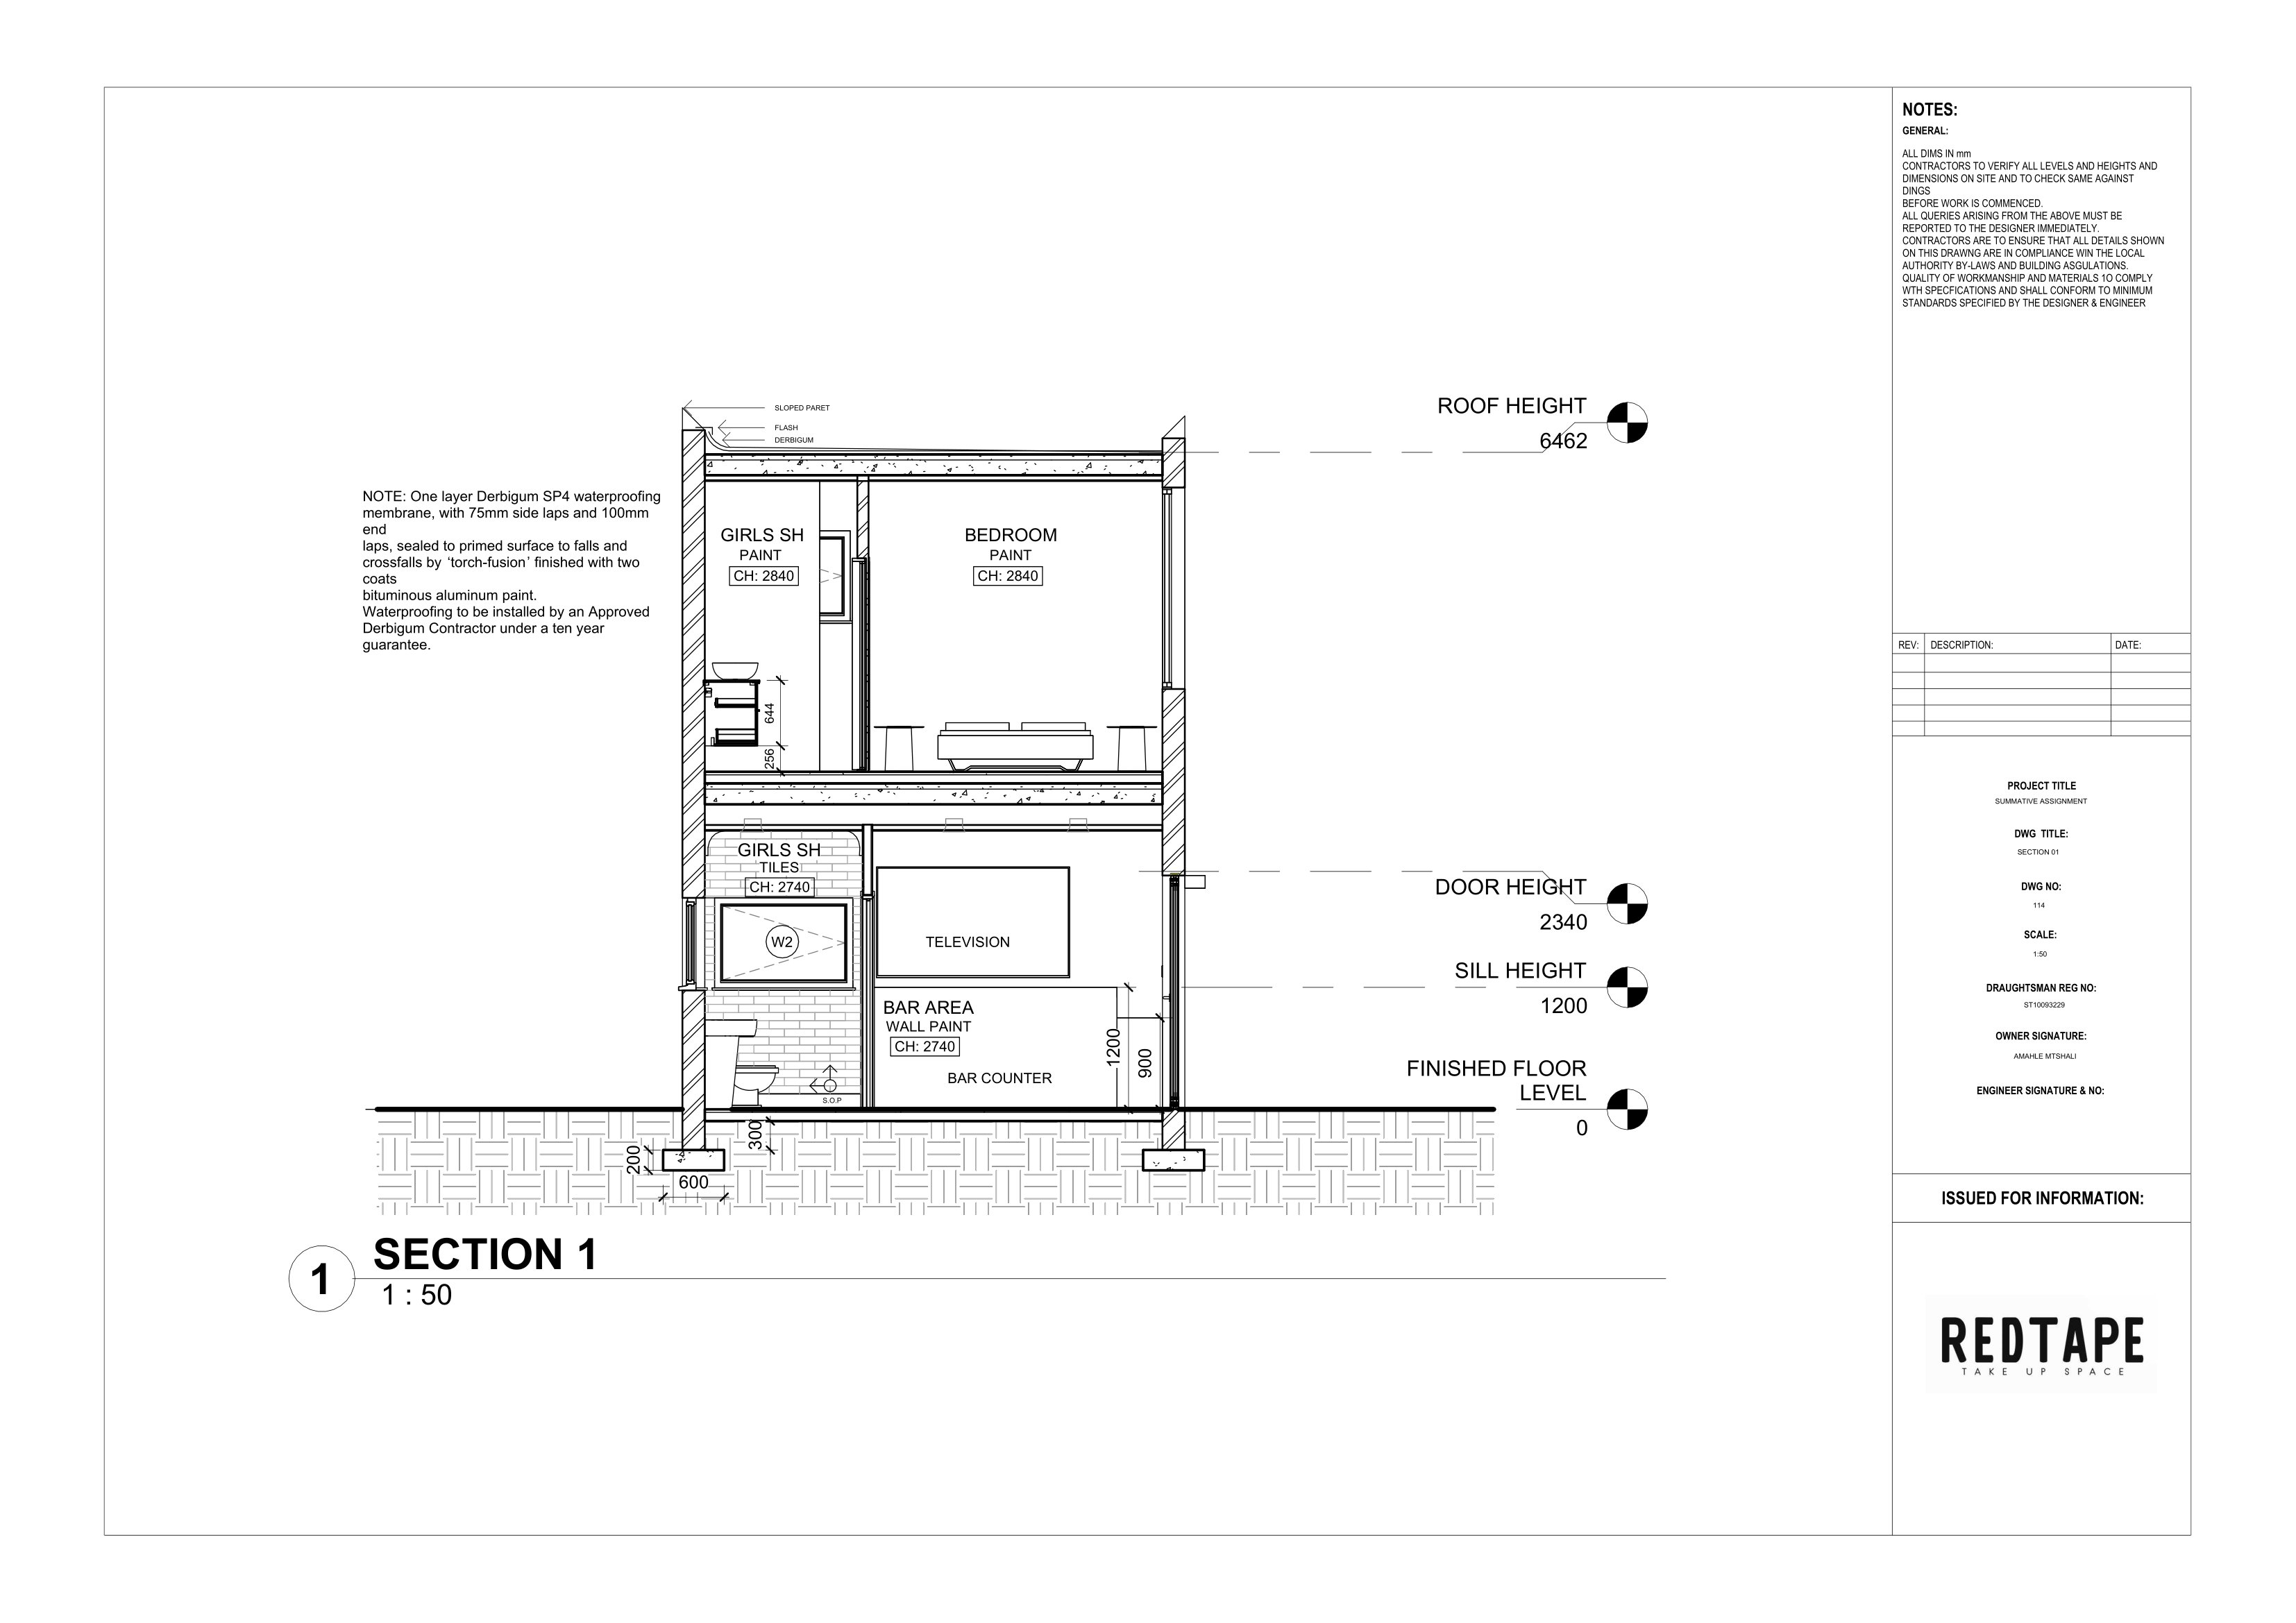 SLOPED PARET
FLASH
DERBIGUM
NOTE: One layer Derbigum SP4 waterproofing
membrane, with 75mm side laps and 100mm
end
laps, sealed to primed surface to falls and
crossfalls by ‘torch-fusion’ finished with two
coats
bituminous aluminum paint.
Waterproofing to be installed by an Approved
Derbigum Contractor under a ten year
guarantee.
GIRLS SH
PAINT
CH: 2840
BEDROOM
PAINT
CH: 2840
644
256
GIRLS SH
TILES
CH: 2740
W2
TELEVISION
BAR AREA
WALL PAINT
CH: 2740
BAR COUNTER
1200
900
S.O.P
300
200
600
ROOF HEIGHT
6462
DOOR HEIGHT
2340
SILL HEIGHT
1200
FINISHED FLOOR
LEVEL
0
1
SECTION 1
1 : 50
NOTES:
GENERAL:
ALL DIMS IN mm
CONTRACTORS TO VERIFY ALL LEVELS AND HEIGHTS AND
DIMENSIONS ON SITE AND TO CHECK SAME AGAINST
DINGS
BEFORE WORK IS COMMENCED.
ALL QUERIES ARISING FROM THE ABOVE MUST BE
REPORTED TO THE DESIGNER IMMEDIATELY.
CONTRACTORS ARE TO ENSURE THAT ALL DETAILS SHOWN
ON THIS DRAWNG ARE IN COMPLIANCE WIN THE LOCAL
AUTHORITY BY-LAWS AND BUILDING ASGULATIONS.
QUALITY OF WORKMANSHIP AND MATERIALS 1O COMPLY
WTH SPECFICATIONS AND SHALL CONFORM TO MINIMUM
STANDARDS SPECIFIED BY THE DESIGNER & ENGINEER
REV: DESCRIPTION: DATE:
PROJECT TITLE
SUMMATIVE ASSIGNMENT
DWG TITLE:
SECTION 01
DWG NO:
114
SCALE:
1:50
DRAUGHTSMAN REG NO:
ST10093229
OWNER SIGNATURE:
AMAHLE MTSHALI
ENGINEER SIGNATURE & NO:
ISSUED FOR INFORMATION:
REDTAPE
TAKE UP SPACE